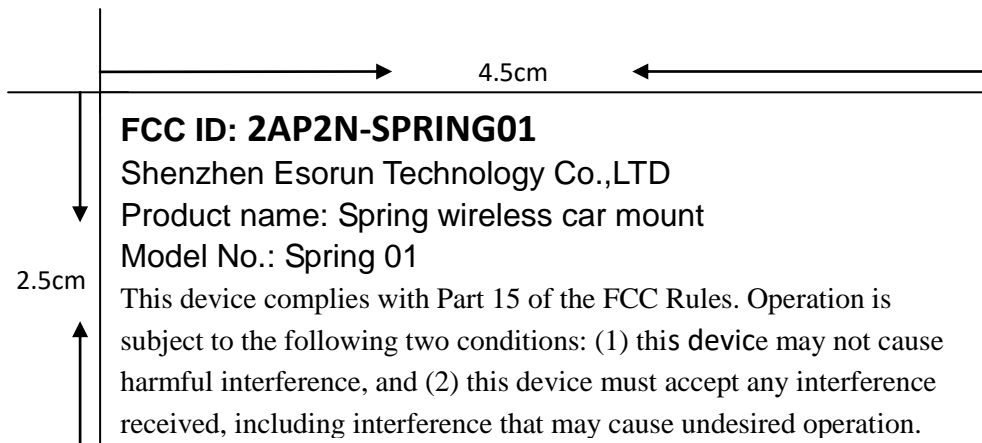 4.5cm
FCC ID: 2AP2N-SPRING01
Shenzhen Esorun Technology Co.,LTD
Product name: Spring wireless car mount
Model No.: Spring 01
2.5cm
This device complies with Part 15 of the FCC Rules. Operation is
subject to the following two conditions: (1) this device may not cause
harmful interference, and (2) this device must accept any interference
received, including interference that may cause undesired operation.